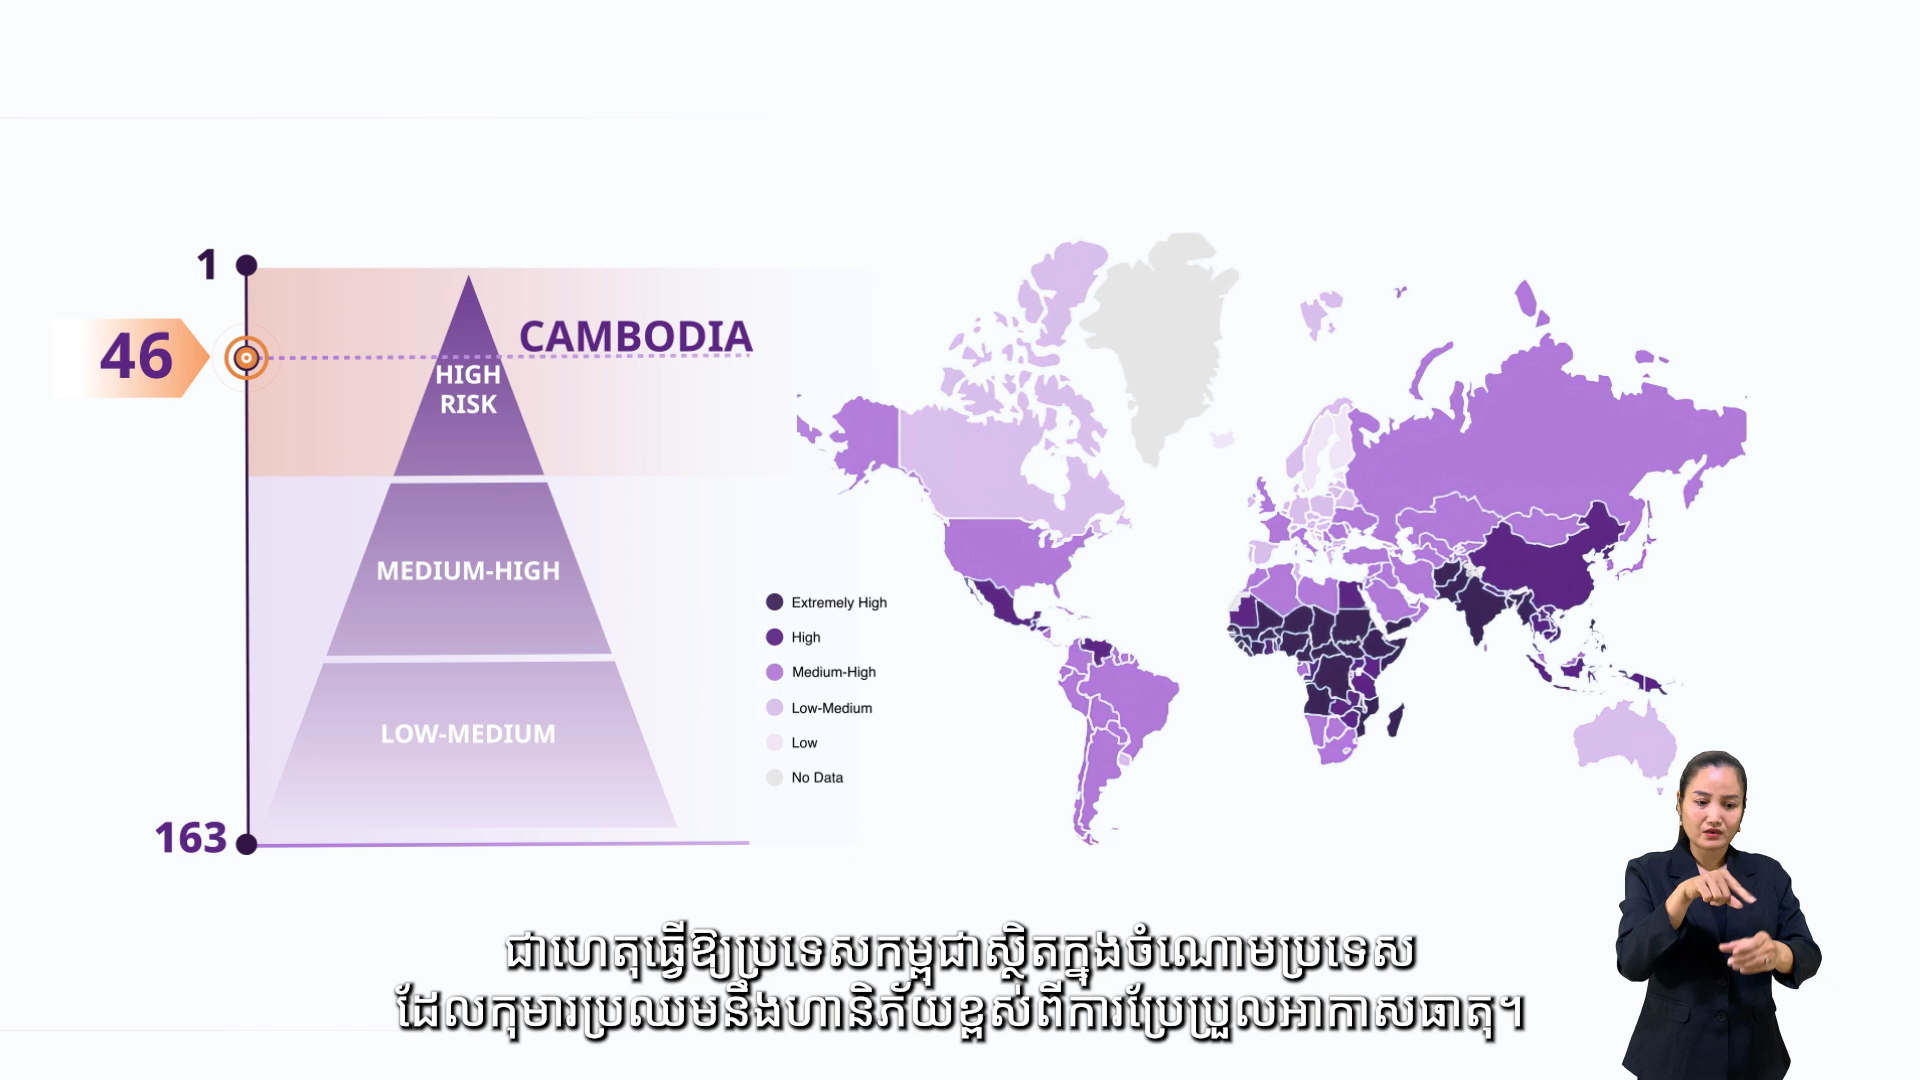 1
46
CAMBODIA
HIGH
RISK
MEDIUM-HIGH
LOW-MEDIUM
163
Extremely High
High
Medium-High
Low-Medium
Low
No Data
ជាហេតុធ្វើឱ្យប្រទេសកម្ពុជាស្ថិតក្នុងចំណោមប្រទេស
ដែលកុមារប្រឈមនឹងហានិភ័យខ្ពស់ពីការប្រែប្រួលអាកាសធាតុ។